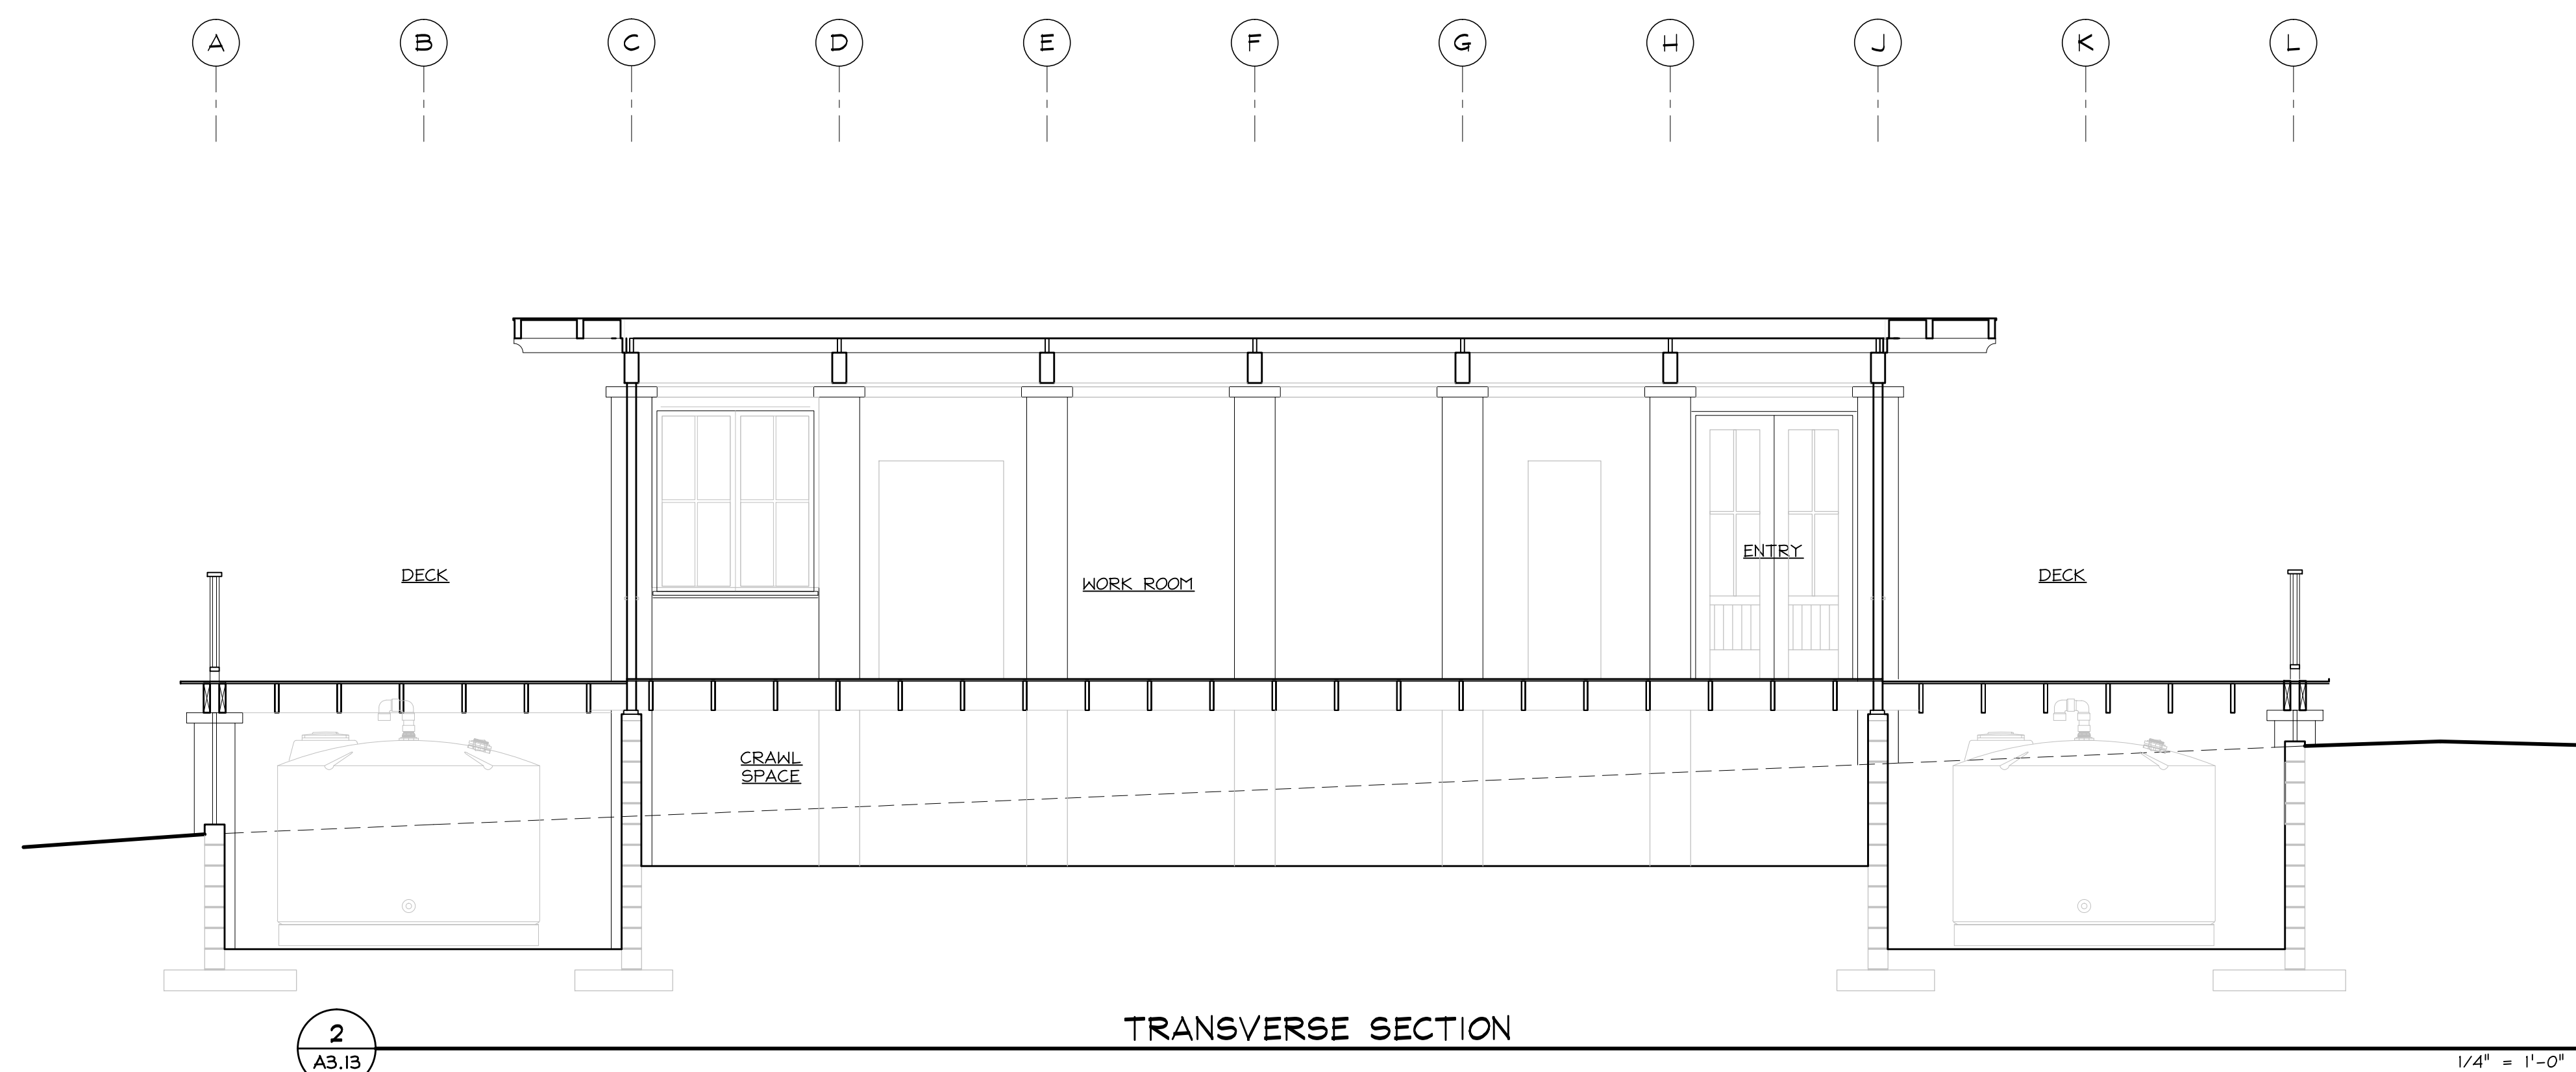 A B C D E F G H J K L
ENTRY
DECK
WORK ROOM
DECK
CRAWL
SPACE
2
A3.13
TRANSVERSE SECTION
1/4" = 1'-0"